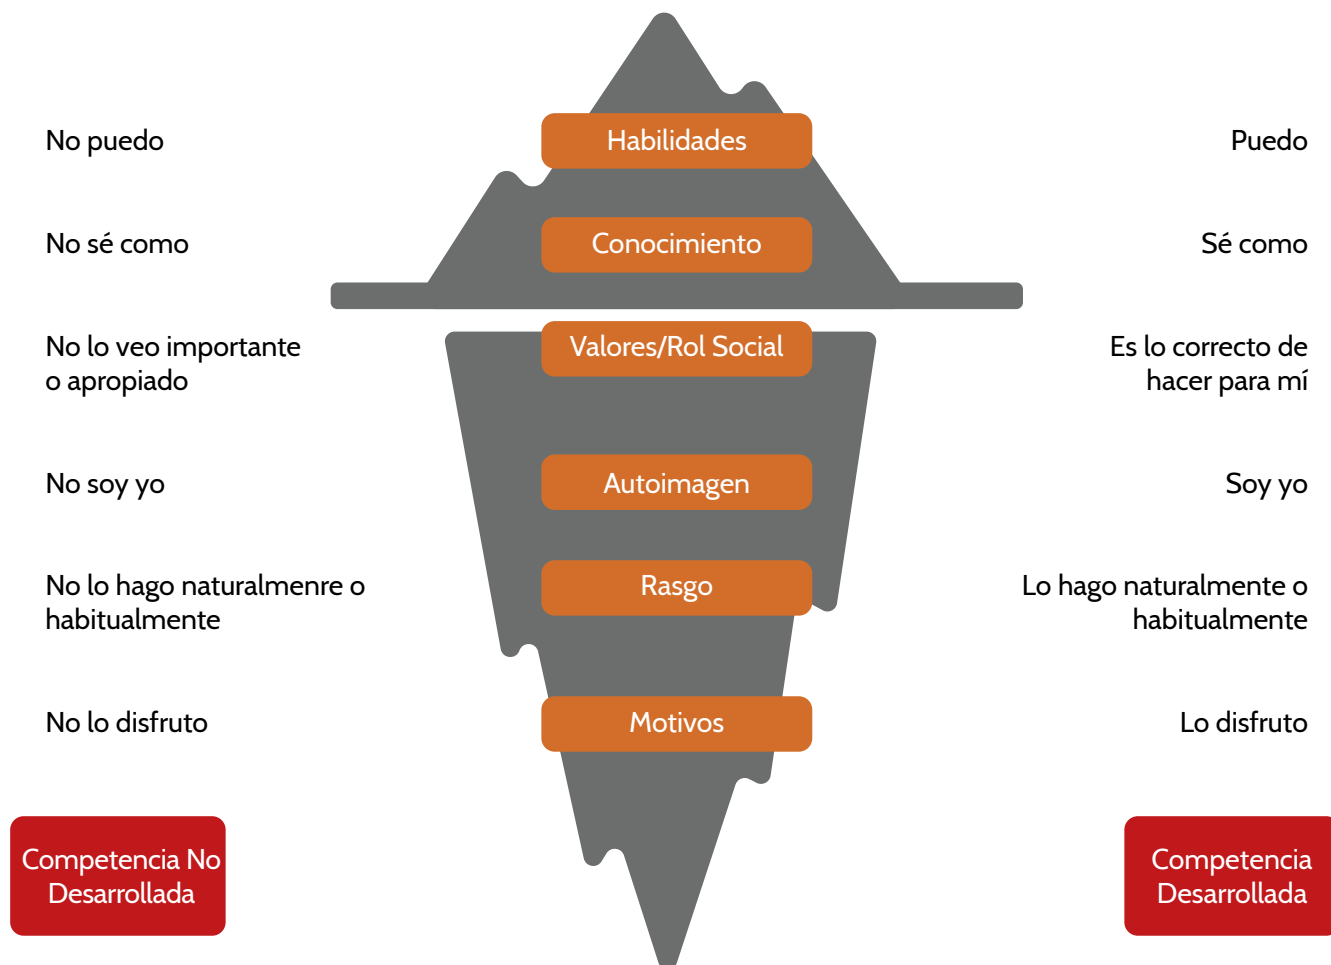 No puedo
Habilidades
Puedo
No sé como
Conocimiento
Sé como
No lo veo importante
o apropiado
Valores/Rol Social
Es lo correcto de
hacer para mí
No soy yo
Autoimagen
Soy yo
No lo hago naturalmenre o
habitualmente
Rasgo
Lo hago naturalmente o
habitualmente
No lo disfruto
Motivos
Lo disfruto
Competencia No
Desarrollada
Competencia
Desarrollada